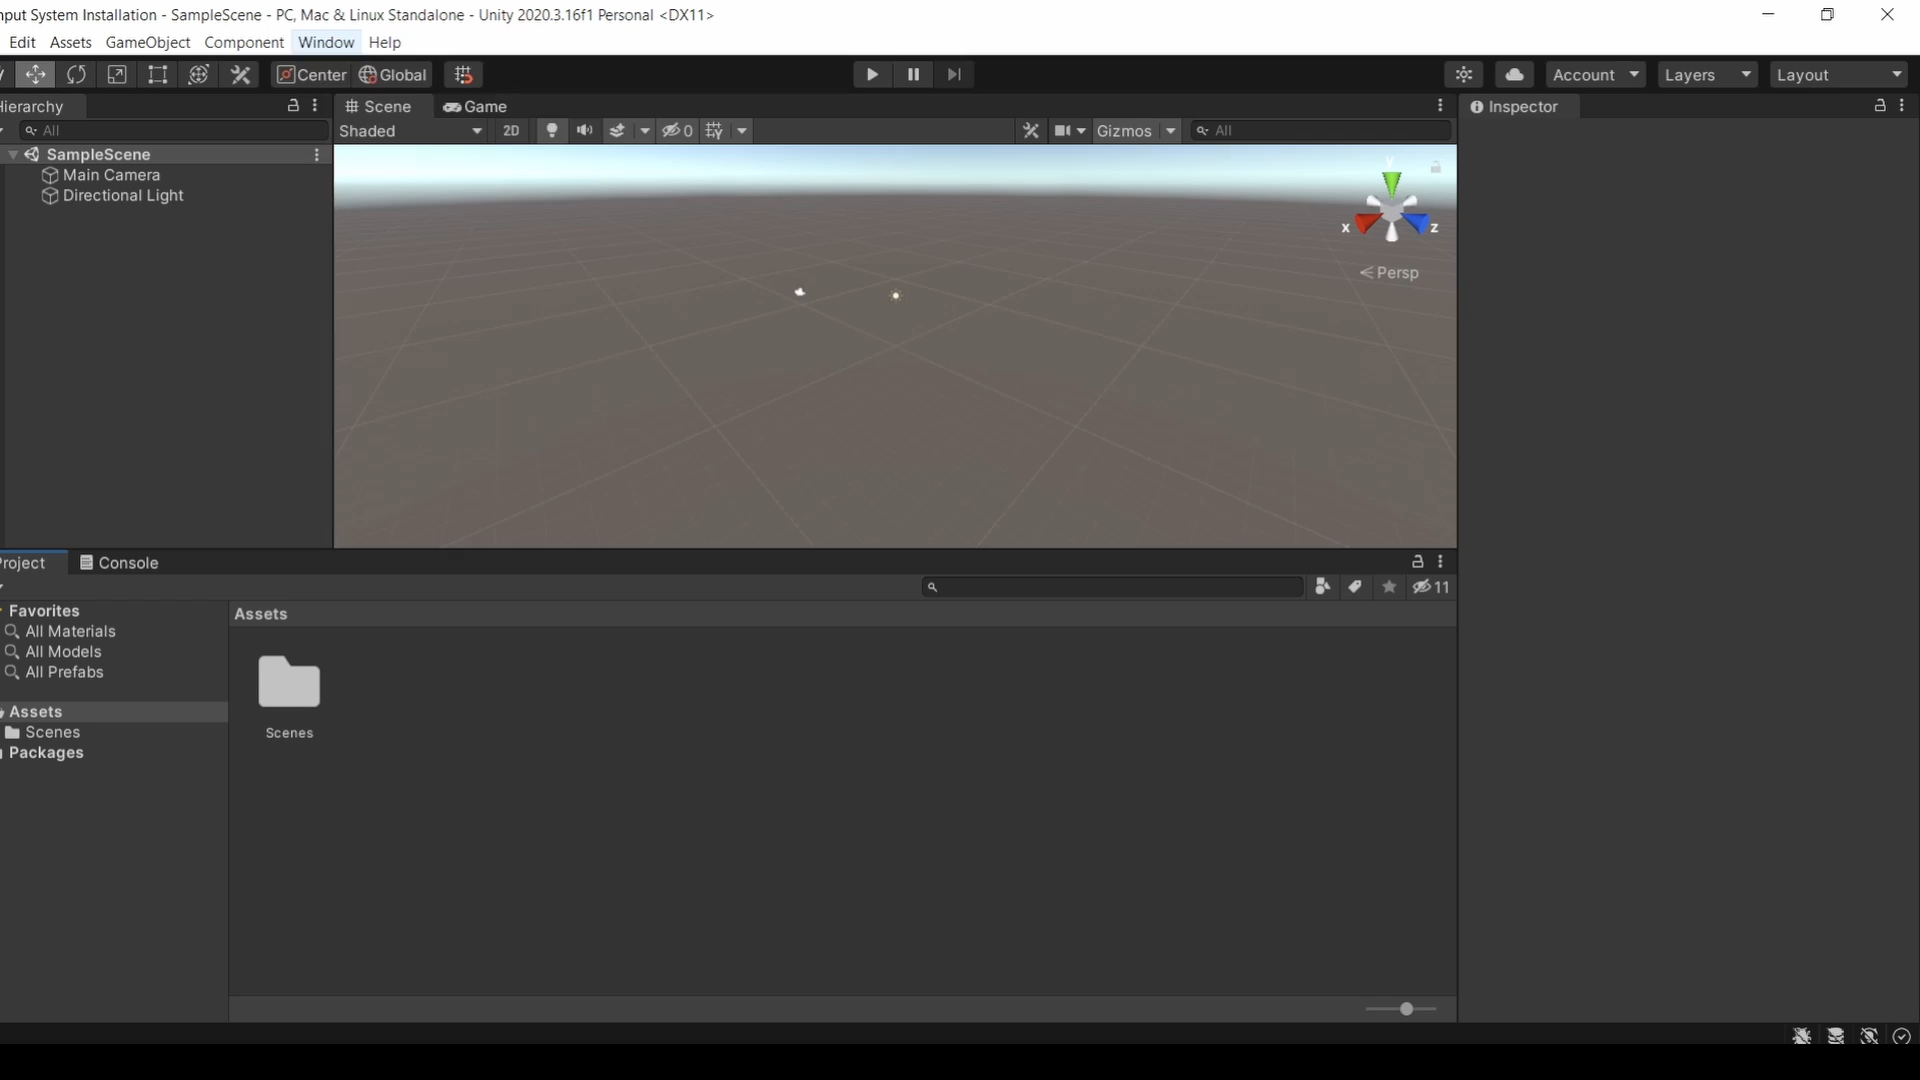 nput System Installation - SampleScene - PC, Mac & Linux Standalone - Unity 2020.3.16f1 Personal <DX11>
Edit Assets GameObject Component Window Help
Center Global Account Layers Layout
Hierarchy Scene Game Inspector
All Shaded 2D 0 Gizmos All
SampleScene
Main Camera
Directional Light
y
x z
Persp
Project Console
11
Favorites Assets
All Materials
All Models
All Prefabs
Assets
Scenes
Packages
Scenes